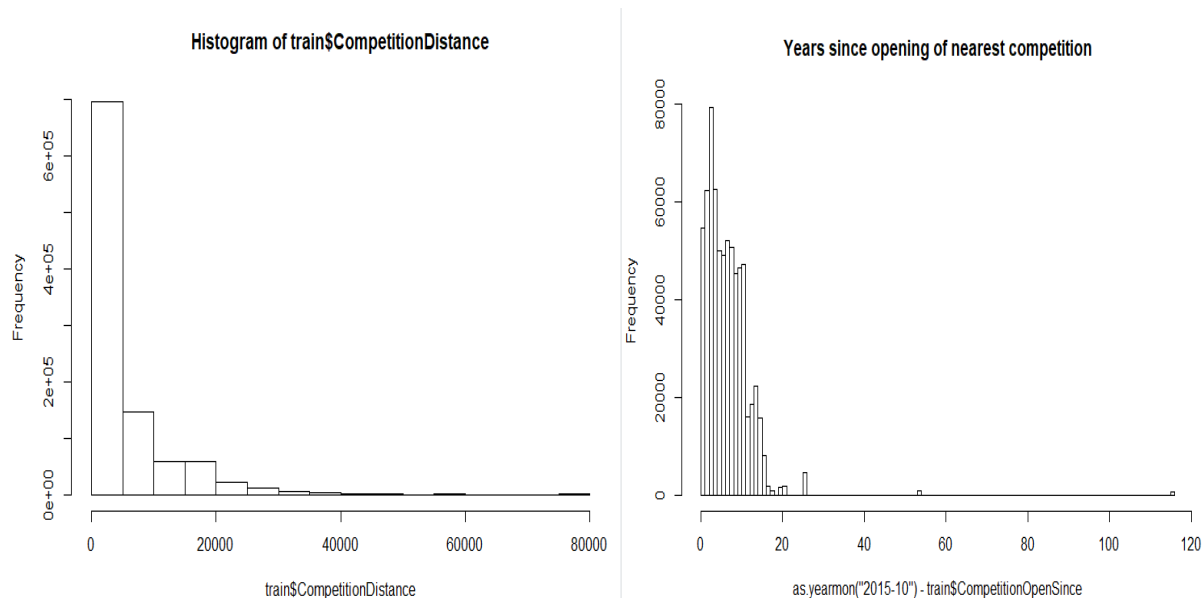 Histogram of train$CompetitionDistance
Frequency
0e+00
2e+05
4e+05
6e+05
0
20000
40000
60000
80000
train$CompetitionDistance
Years since opening of nearest competition
Frequency
0
20000
40000
60000
80000
0
20
40
60
80
100
120
as.yearmon("2015-10") - train$CompetitionOpenSince